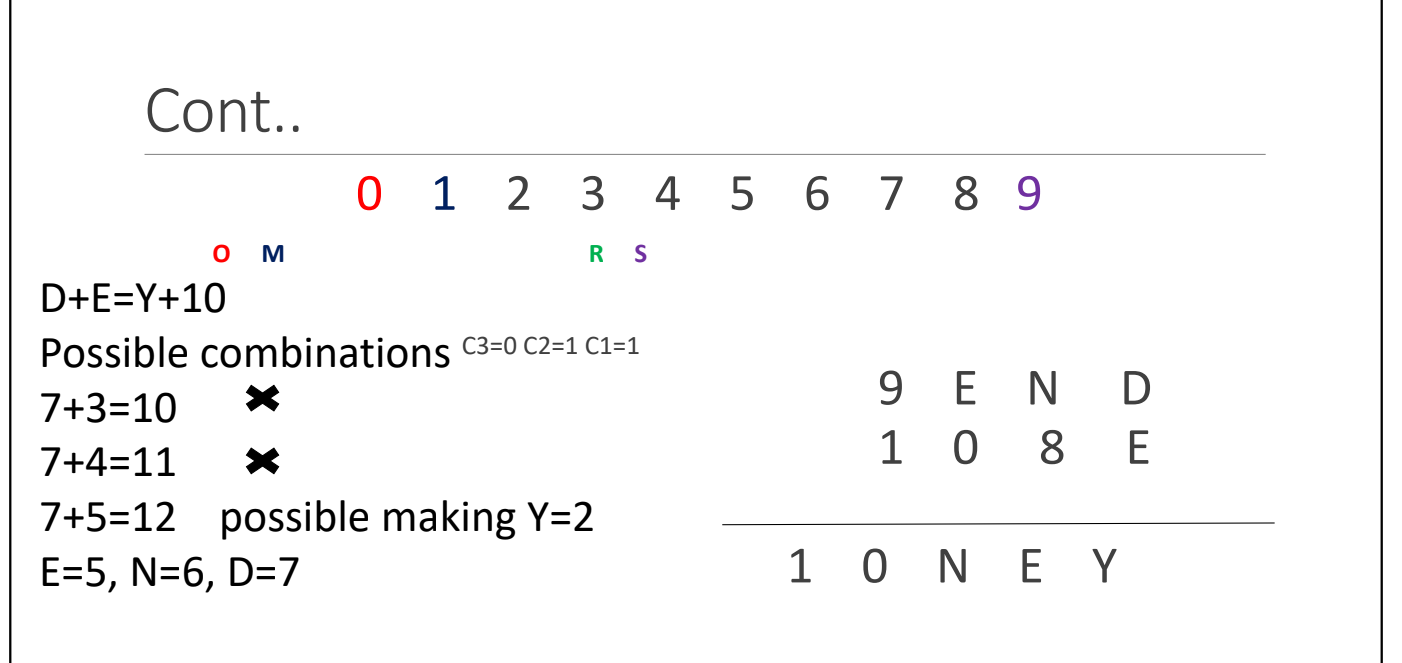 Cont..
0 1 2 3 4 5 6 7 8 9
O M R S
D+E=Y+10
Possible combinations C3=0 C2=1 C1=1
7+3=10 ✖
7+4=11 ✖
7+5=12 possible making Y=2
E=5, N=6, D=7
9 E N D
1 0 8 E
1 0 N E Y